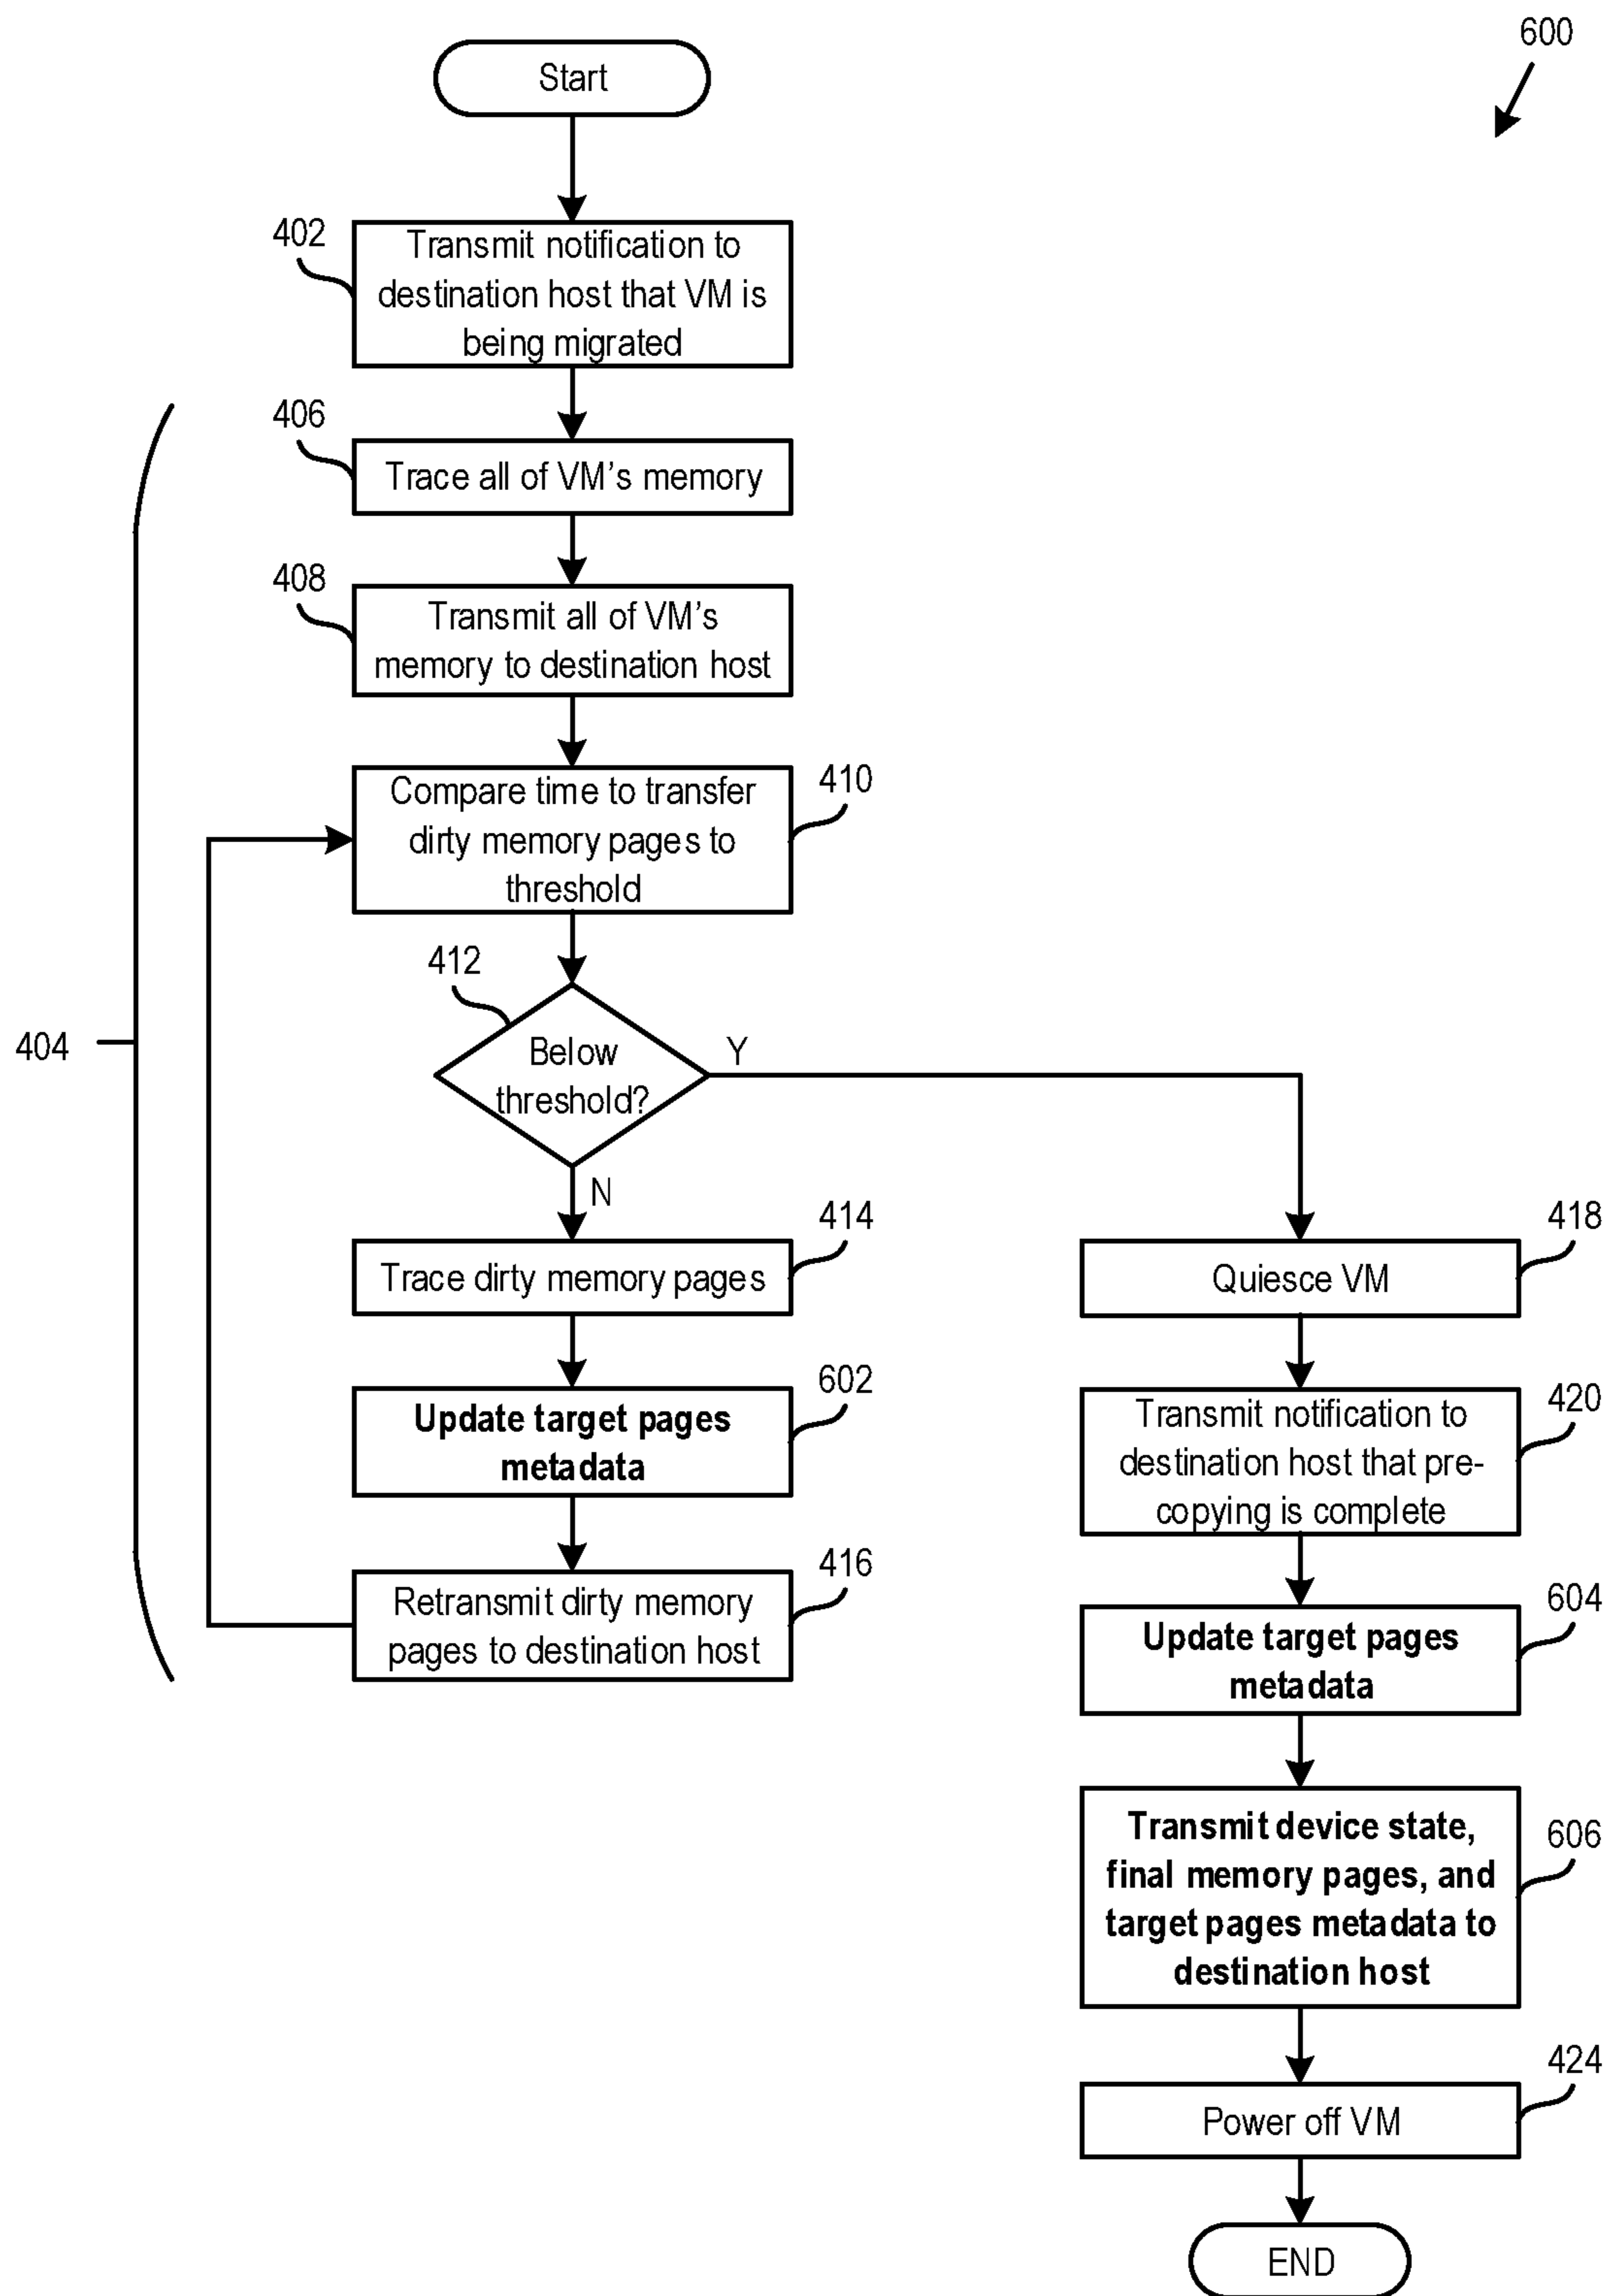 600
Start
402
Transmit notification to
destination host that VM is
being migrated
406
Trace all of VM's memory
408
Transmit all of VM's
memory to destination host
410
Compare time to transfer
dirty memory pages to
threshold
412
404
Below
threshold?
Y
N
414
Trace dirty memory pages
602
Update target pages
metadata
416
Retransmit dirty memory
pages to destination host
418
Quiesce VM
420
Transmit notification to
destination host that pre-
copying is complete
604
Update target pages
metadata
606
Transmit device state,
final memory pages, and
target pages metadata to
destination host
424
Power off VM
END